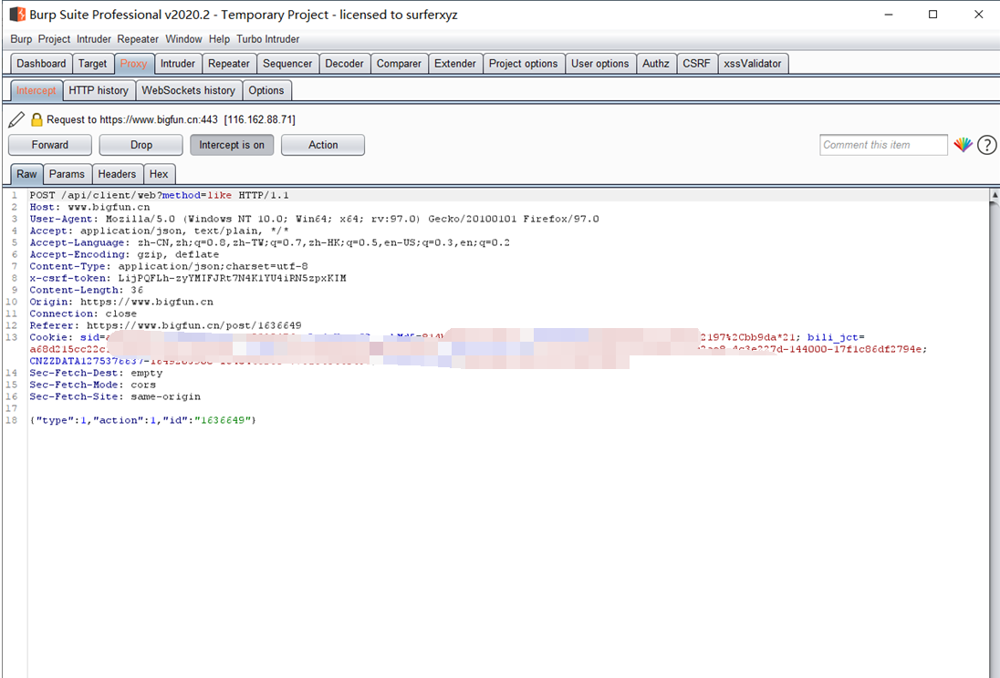 Burp Suite Professional v2020.2 - Temporary Project - licensed to surferxyz
Burp Project Intruder Repeater Window Help Turbo Intruder
Dashboard Target Proxy Intruder Repeater Sequencer Decoder Comparer Extender Project options User options Authz CSRF xssValidator
Intercept HTTP history WebSockets history Options
Request to https://www.bigfun.cn:443 [116.162.88.71]
Forward Drop Intercept is on Action Comment this item ?
Raw Params Headers Hex
1 POST /api/client/web?method=like HTTP/1.1
2 Host: www.bigfun.cn
3 User-Agent: Mozilla/5.0 (Windows NT 10.0; Win64; x64; rv:97.0) Gecko/20100101 Firefox/97.0
4 Accept: application/json, text/plain, */*
5 Accept-Language: zh-CN,zh;q=0.8,zh-TW;q=0.7,zh-HK;q=0.5,en-US;q=0.3,en;q=0.2
6 Accept-Encoding: gzip, deflate
7 Content-Type: application/json;charset=utf-8
8 x-csrf-token: LijPQFLh-zyYMIFJRt7N4KiYU4iRN5zpxKIM
9 Content-Length: 36
10 Origin: https://www.bigfun.cn
11 Connection: close
12 Referer: https://www.bigfun.cn/post/1636649
13 Cookie: sid= 2197%2Cbb9da*21; bili_jct=
a68d215cc22c -144000-17f1c86df2794e;
14 Sec-Fetch-Dest: empty
15 Sec-Fetch-Mode: cors
16 Sec-Fetch-Site: same-origin
17
18 {"type":1,"action":1,"id":"1636649"}